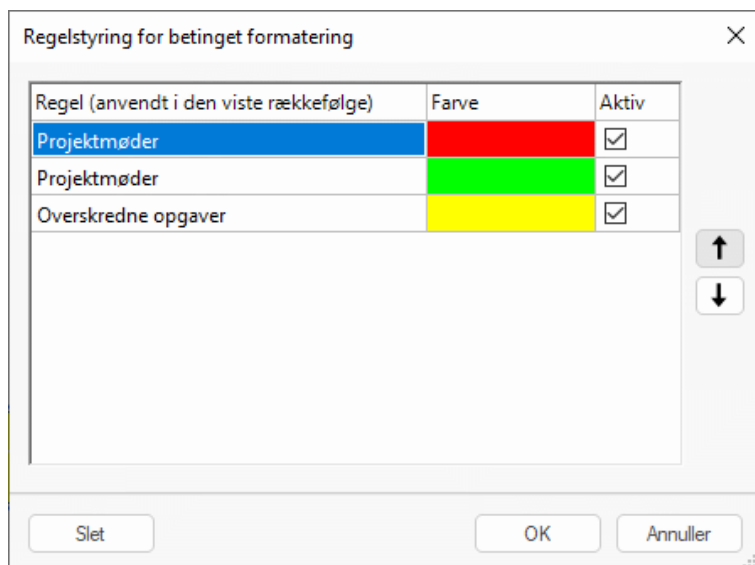 Regelstyring for betinget formatering
Regel (anvendt i den viste rækkefølge) Farve Aktiv
Projektmøder
Projektmøder
Overskredne opgaver
Slet OK Annuller